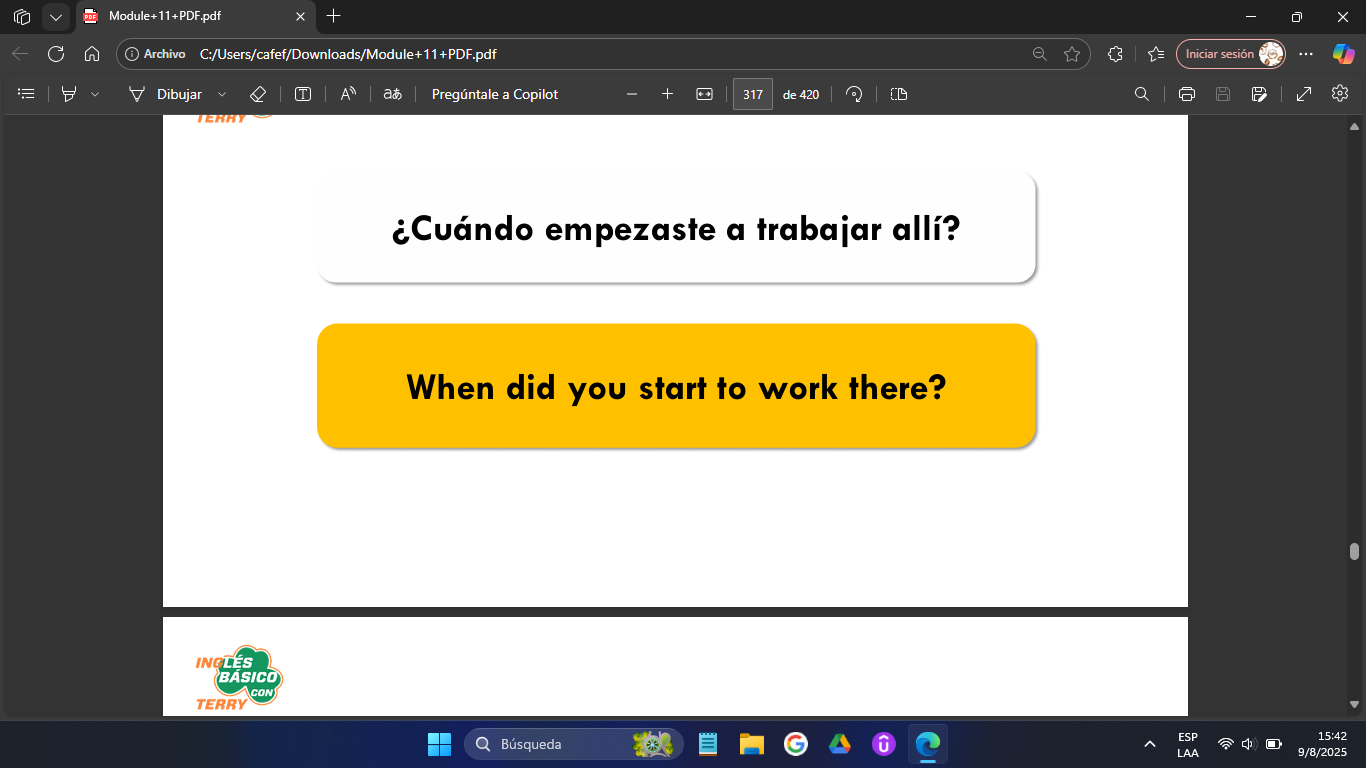 Module+11+PDF.pdf
Archivo C:/Users/cafef/Downloads/Module+11+PDF.pdf
Iniciar sesión
Dibujar
Pregúntale a Copilot
317 de 420
TERRY
¿Cuándo empezaste a trabajar allí?
When did you start to work there?
INGLÉS
BÁSICO
CON
TERRY
Búsqueda
ESP
LAA
15:42
9/8/2025